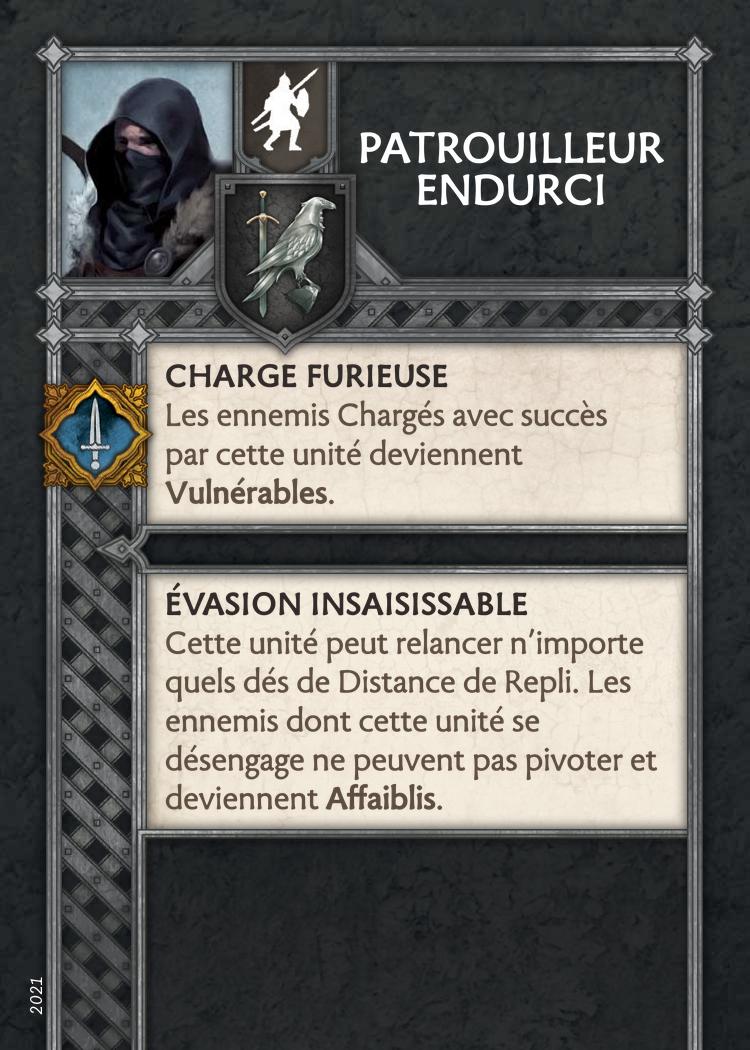 PATROUILLEUR
ENDURCI
CHARGE FURIEUSE
Les ennemis Chargés avec succès
par cette unité deviennent
Vulnérables.
ÉVASION INSAISISSABLE
Cette unité peut relancer n'importe
quels dés de Distance de Repli. Les
ennemis dont cette unité se
désengage ne peuvent pas pivoter et
deviennent Affaiblis.
2021